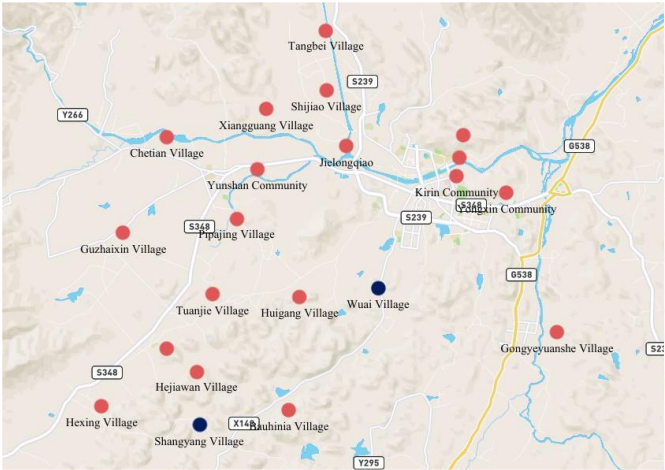 Tangbei Village
S239
Shijiao Village
Y266
Xiangguang Village
Chetian Village
Jielongqiao
G538
Yunshan Community
Kirin Community
S348
Yongxin Community
S239
S348
Pipajing Village
Guzhaixin Village
G538
Tuanjie Village
Huigang Village
Wuai Village
Gongyeyuanshe Village
S348
Hejiawan Village
Hexing Village
Bauhinia Village
Shangyang Village
Y295